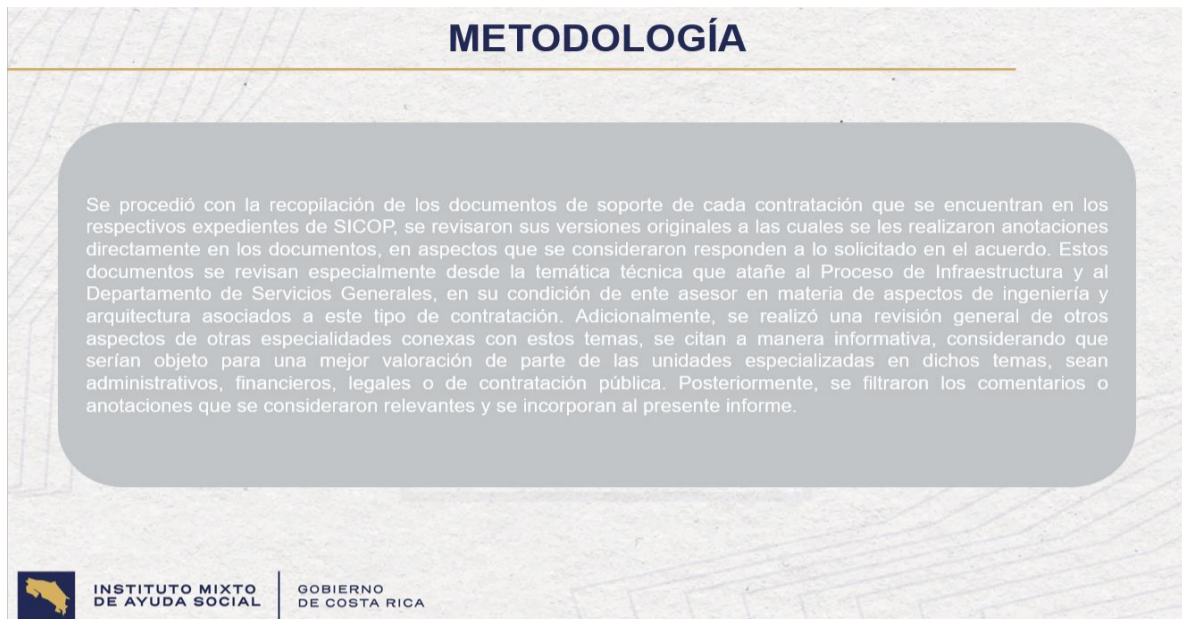 METODOLOGÍA
Se procedió con la recopilación de los documentos de soporte de cada contratación que se encuentran en los
respectivos expedientes de SICOP, se revisaron sus versiones originales a las cuales se les realizaron anotaciones
directamente en los documentos, en aspectos que se consideraron responden a lo solicitado en el acuerdo. Estos
documentos se revisan especialmente desde la temática técnica que atañe al Proceso de Infraestructura y al
Departamento de Servicios Generales, en su condición de ente asesor en materia de aspectos de ingeniería y
arquitectura asociados a este tipo de contratación. Adicionalmente, se realizó una revisión general de otros
aspectos de otras especialidades conexas con estos temas, se citan a manera informativa, considerando que
serían objeto para una mejor valoración de parte de las unidades especializadas en dichos temas, sean
administrativos, financieros, legales o de contratación pública. Posteriormente, se filtraron los comentarios o
anotaciones que se consideraron relevantes y se incorporan al presente informe.
INSTITUTO MIXTO
DE AYUDA SOCIAL
GOBIERNO
DE COSTA RICA